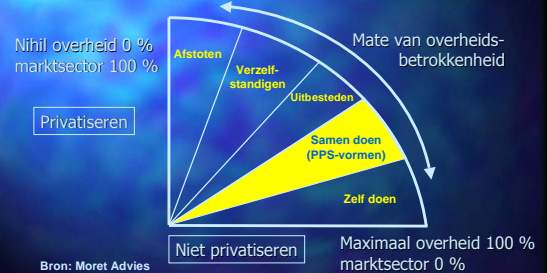 Nihil overheid 0 %
marktsector 100 %
Mate van overheids-
betrokkenheid
Afstoten
Verzelf-
standigen
Uitbesteden
Privatiseren
Samen doen
(PPS-vormen)
Zelf doen
Niet privatiseren
Maximaal overheid 100 %
marktsector 0 %
Bron: Moret Advies